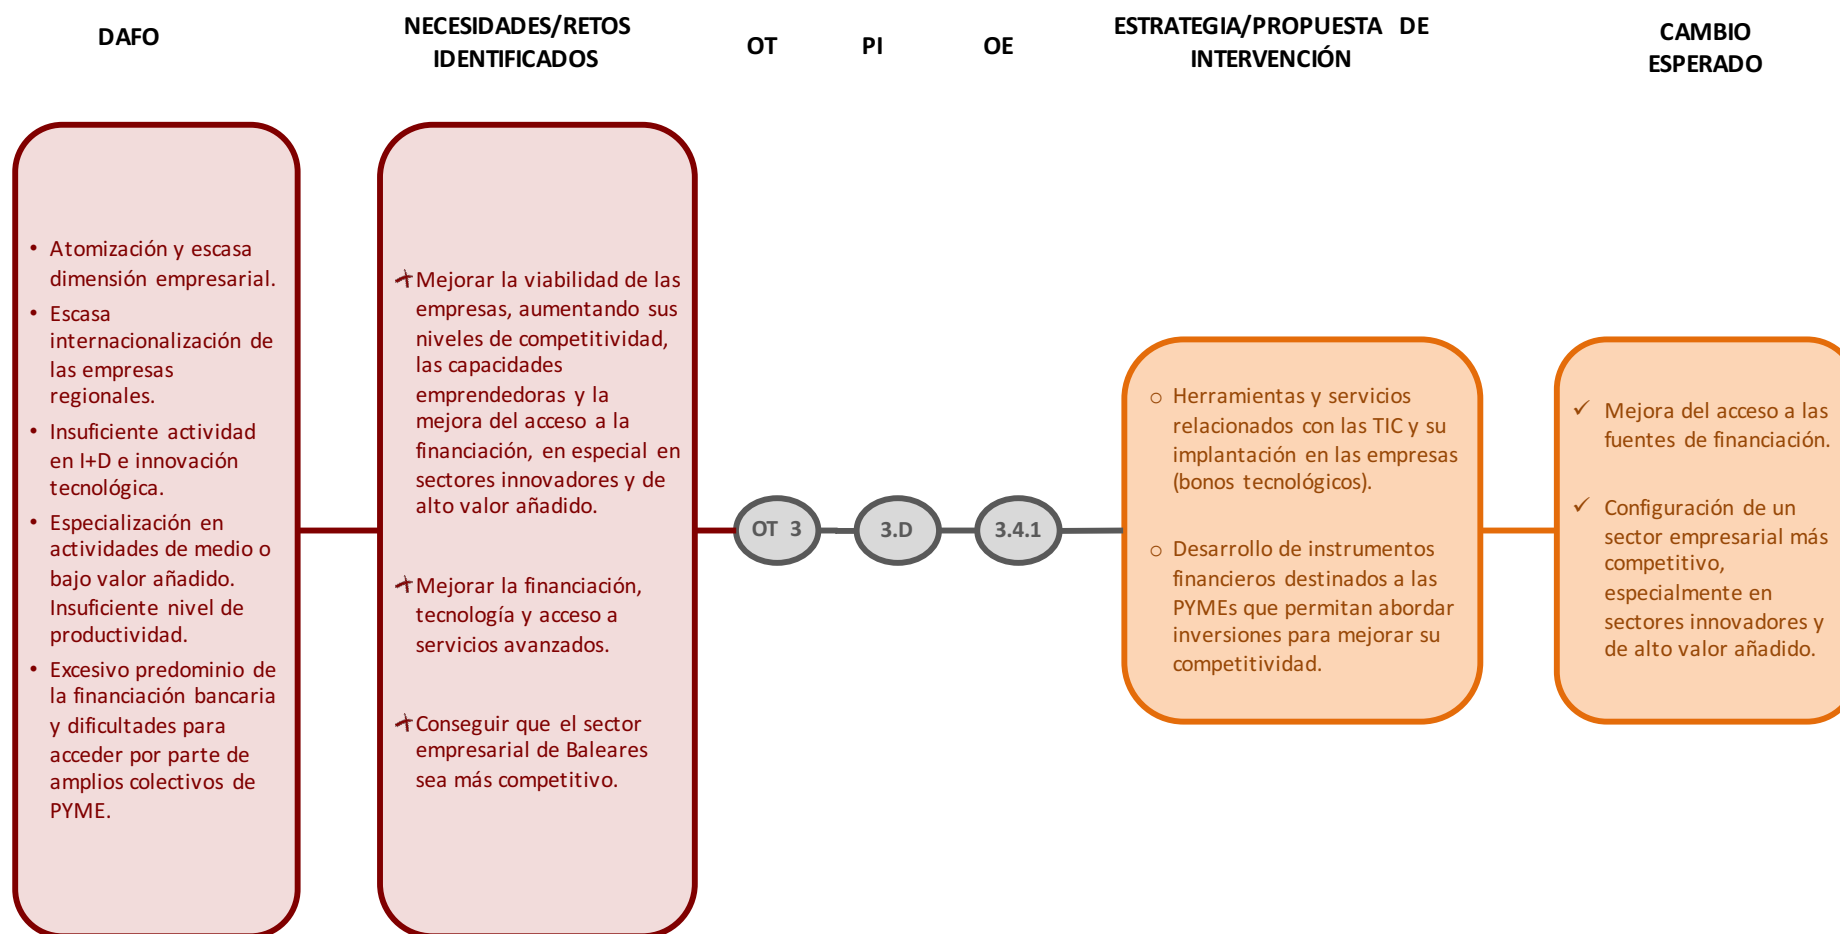 DAFO
NECESIDADES/RETOS
IDENTIFICADOS
OT
PI
OE
ESTRATEGIA/PROPUESTA DE
INTERVENCIÓN
CAMBIO
ESPERADO
• Atomización y escasa
dimensión empresarial.
• Escasa
internacionalización de
las empresas
regionales.
• Insuficiente actividad
en I+D e innovación
tecnológica.
• Especialización en
actividades de medio o
bajo valor añadido.
Insuficiente nivel de
productividad.
• Excesivo predominio de
la financiación bancaria
y dificultades para
acceder por parte de
amplios colectivos de
PYME.
Mejorar la viabilidad de las
empresas, aumentando sus
niveles de competitividad,
las capacidades
emprendedoras y la
mejora del acceso a la
financiación, en especial en
sectores innovadores y de
alto valor añadido.
Mejorar la financiación,
tecnología y acceso a
servicios avanzados.
Conseguir que el sector
empresarial de Baleares
sea más competitivo.
OT 3
3.D
3.4.1
o Herramientas y servicios
relacionados con las TIC y su
implantación en las empresas
(bonos tecnológicos).
o Desarrollo de instrumentos
financieros destinados a las
PYMEs que permitan abordar
inversiones para mejorar su
competitividad.
✓ Mejora del acceso a las
fuentes de financiación.
✓ Configuración de un
sector empresarial más
competitivo,
especialmente en
sectores innovadores y
de alto valor añadido.